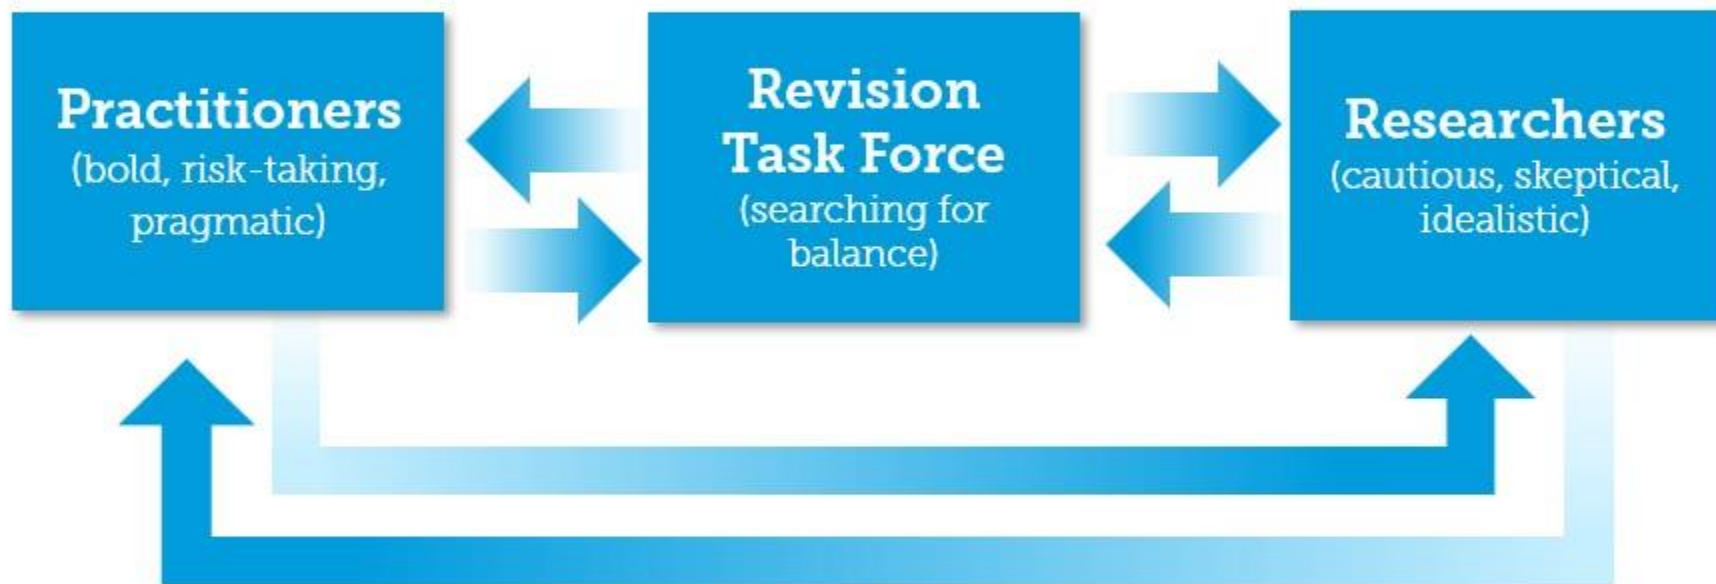 Practitioners
(bold, risk-taking,
pragmatic)
Revision
Task Force
(searching for
balance)
Researchers
(cautious, skeptical,
idealistic)